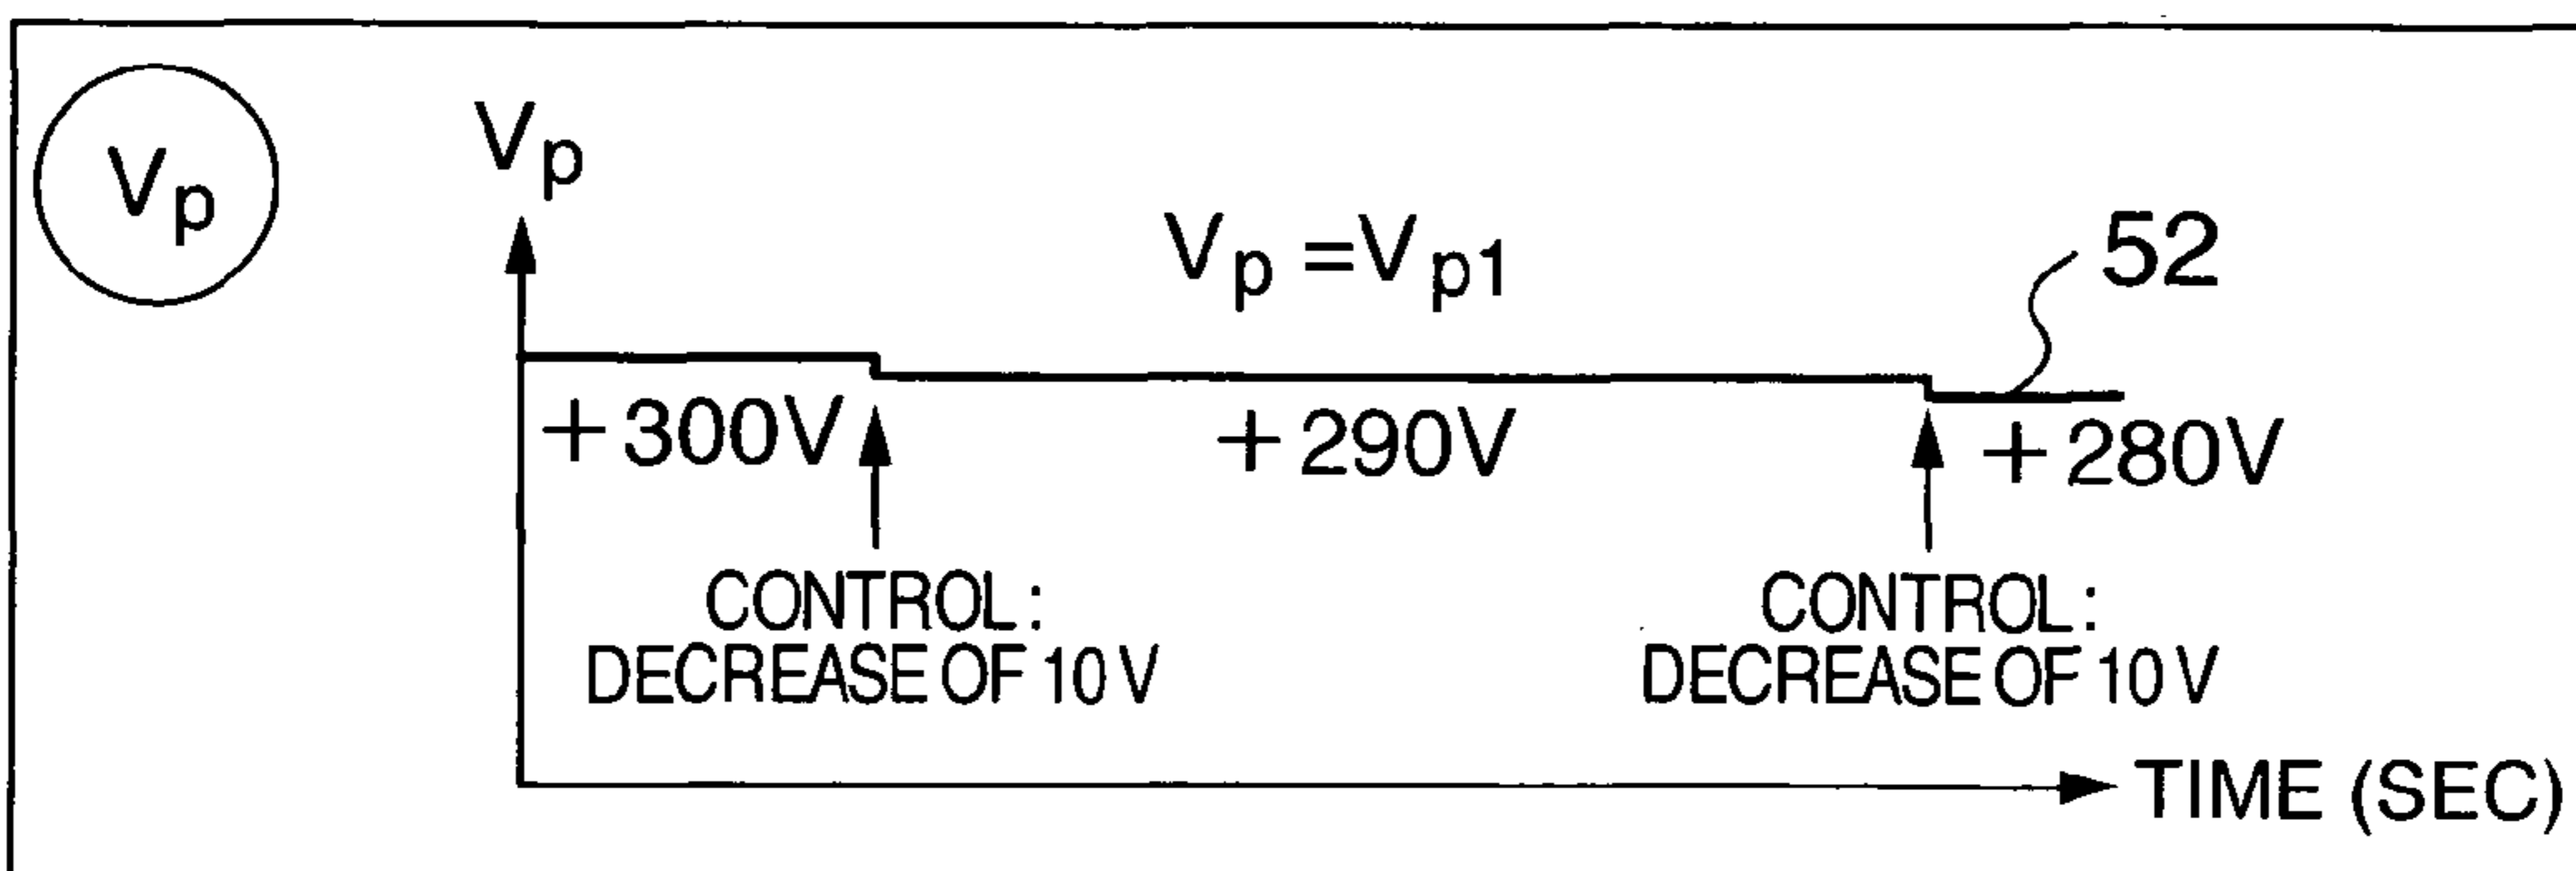 Vp
Vp
Vp =Vp1
52
+300V
+290V
+280V
CONTROL:
DECREASE OF 10 V
CONTROL:
DECREASE OF 10 V
TIME (SEC)